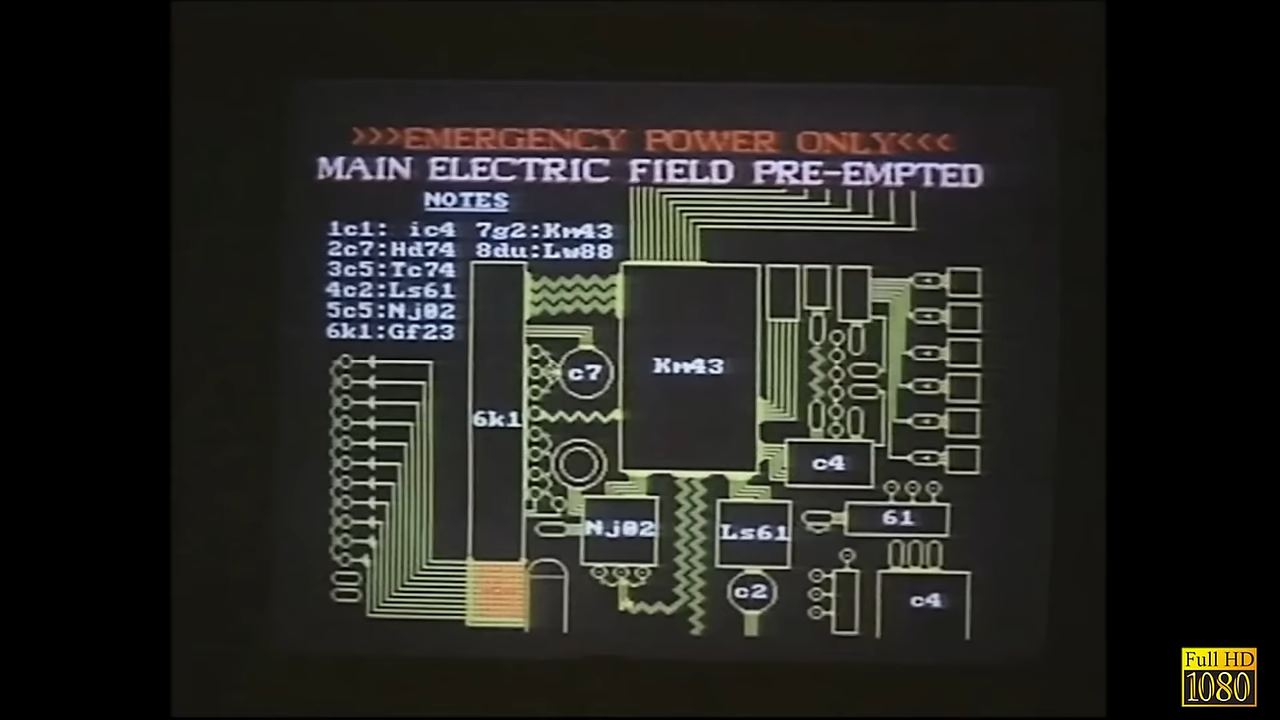 >>>EMERGENCY POWER ONLY<<<
MAIN ELECTRIC FIELD PRE-EMPTED
NOTES
1c1: ic4 7g2:Km43
2c7:Hd74 8du:Lw88
3c5:Tc74
4c2:Ls61
5c5:Nj02
6k1:Gf23
Km43
c7
6k1
c4
61
Nj02
Ls61
c2
c4
Full HD
1080